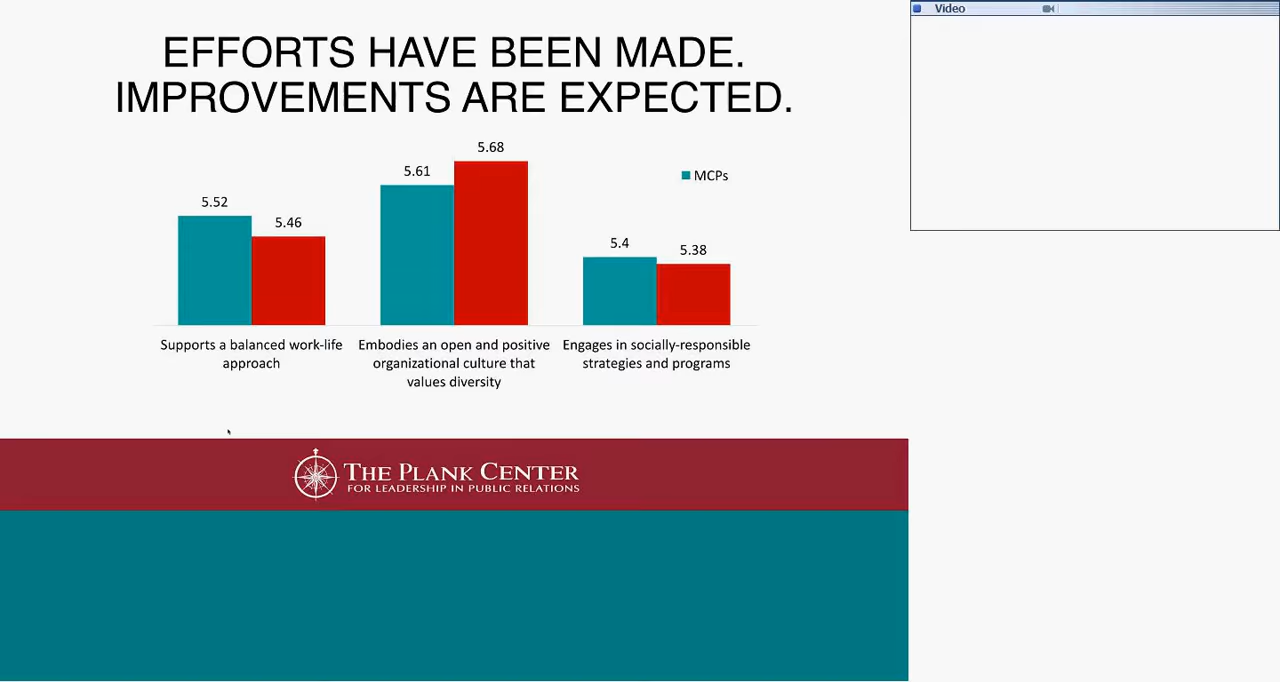 Video
EFFORTS HAVE BEEN MADE.
IMPROVEMENTS ARE EXPECTED.
5.68
5.61
MCPs
5.52
5.46
5.4
5.38
Supports a balanced work-life
approach
Embodies an open and positive
organizational culture that
values diversity
Engages in socially-responsible
strategies and programs
THE PLANK CENTER
FOR LEADERSHIP IN PUBLIC RELATIONS